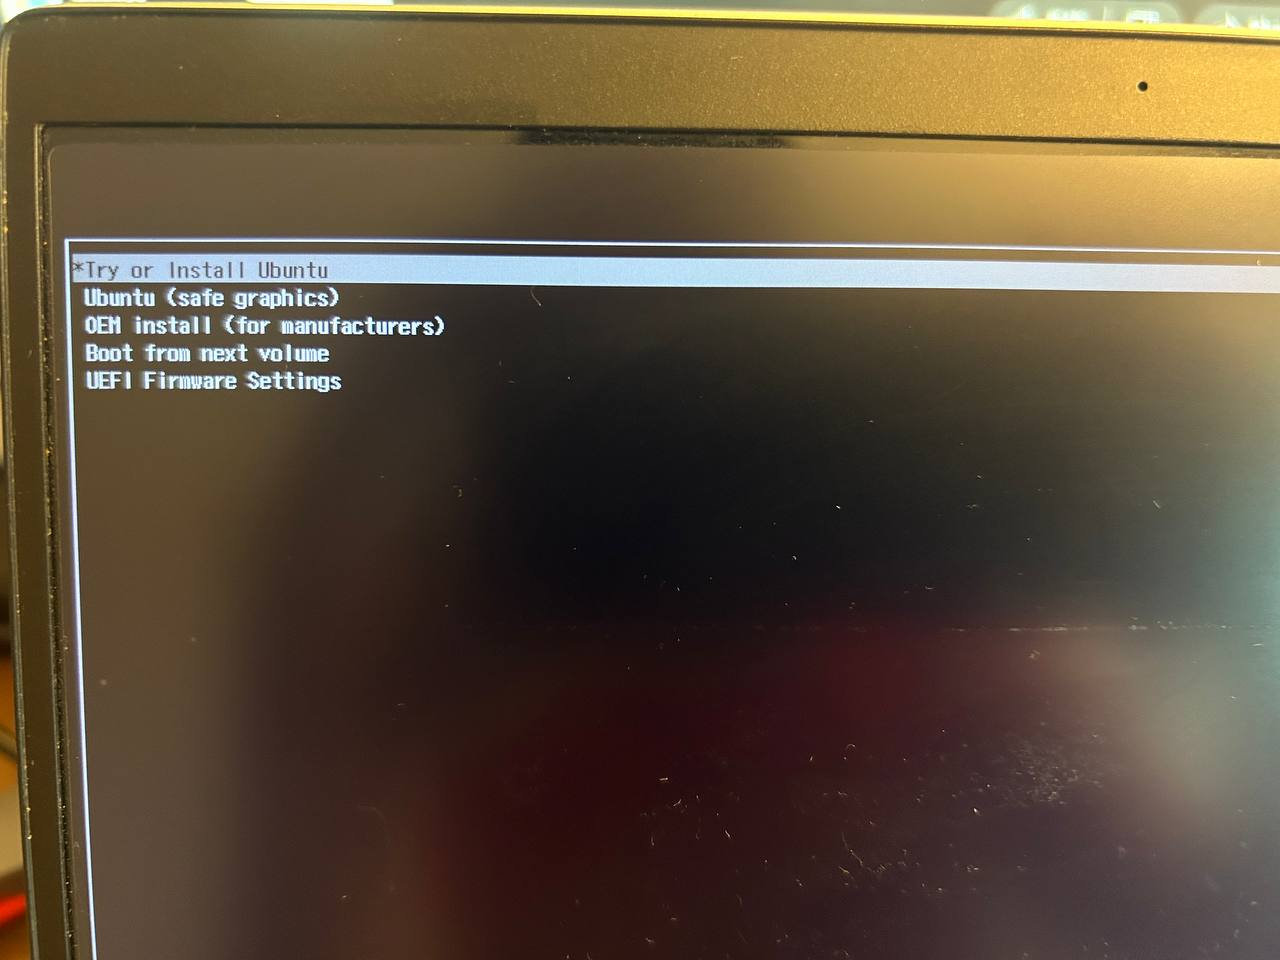 *Try or Install Ubuntu
Ubuntu (safe graphics)
OEM install (for manufacturers)
Boot from next volume
UEFI Firmware Settings